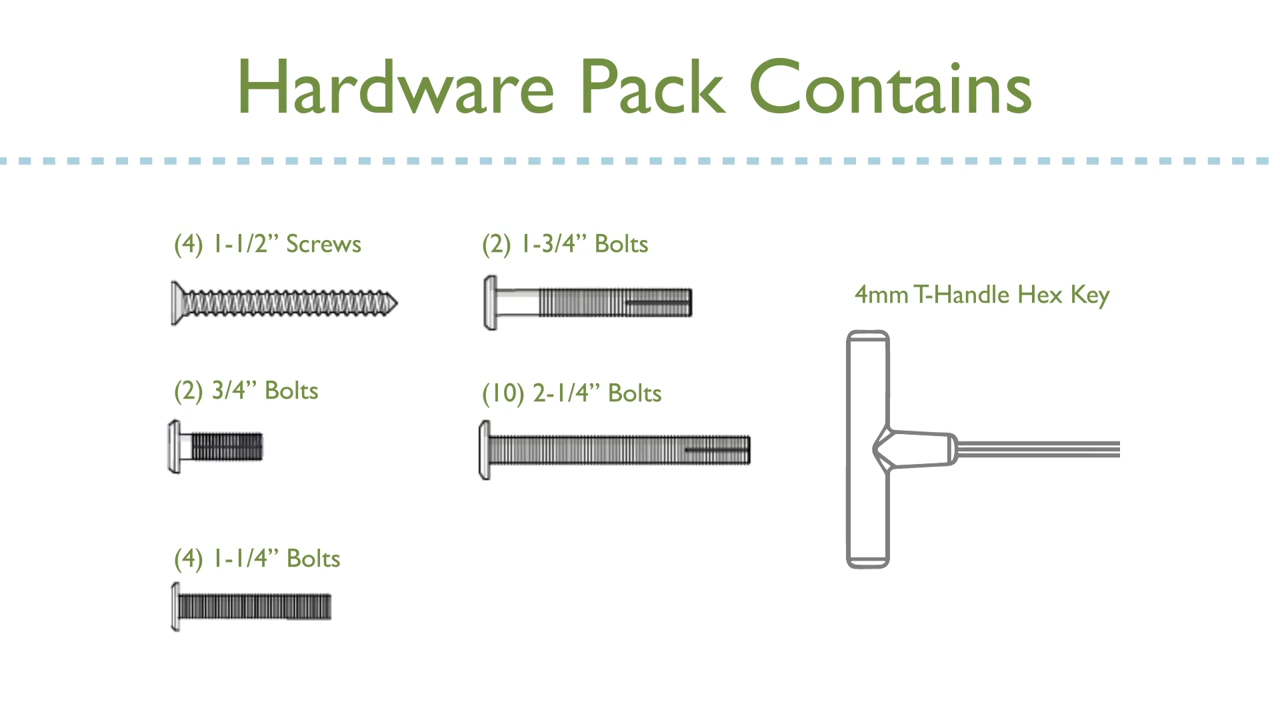 Hardware Pack Contains
(4) 1-1/2” Screws
(2) 1-3/4” Bolts
4mm T-Handle Hex Key
(2) 3/4” Bolts
(10) 2-1/4” Bolts
(4) 1-1/4” Bolts